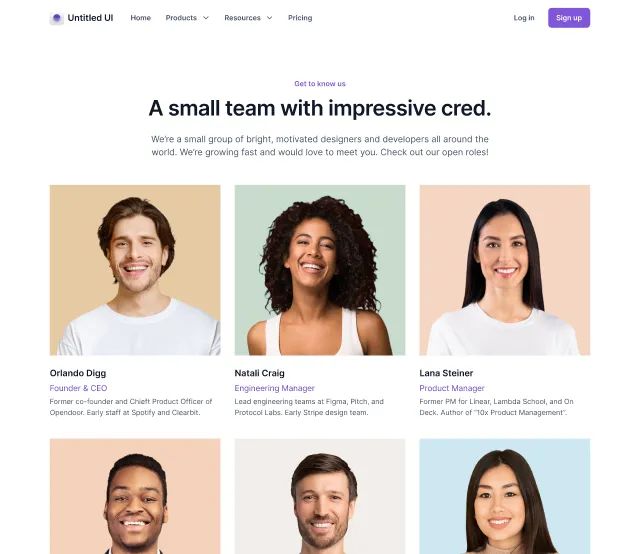 Untitled UI
Home
Products
Resources
Pricing
Log in
Sign up
Get to know us
A small team with impressive cred.
We're a small group of bright, motivated designers and developers all around the
world. We're growing fast and would love to meet you. Check out our open roles!
Orlando Digg
Founder & CEO
Former co-founder and Chieft Product Officer of
Opendoor. Early staff at Spotify and Clearbit.
Natali Craig
Engineering Manager
Lead engineering teams at Figma, Pitch, and
Protocol Labs. Early Stripe design team.
Lana Steiner
Product Manager
Former PM for Linear, Lambda School, and On
Deck. Author of "10x Product Management".